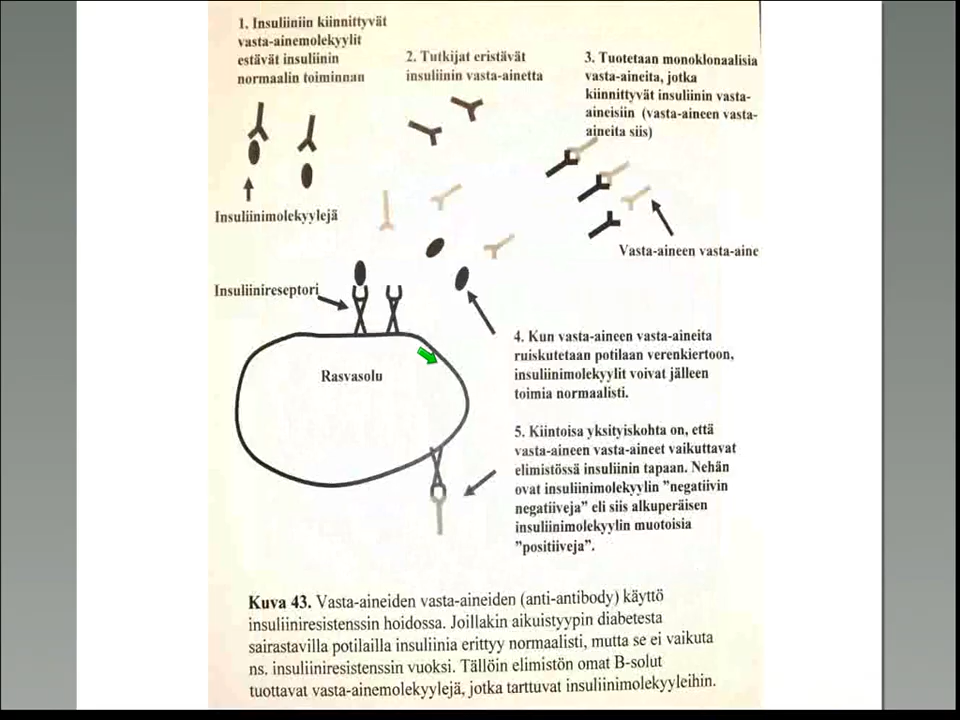 1. Insuliiniin kiinnittyvät
vasta-ainemolekyylit
estävät insuliinin
normaalin toiminnan
2. Tutkijat eristävät
insuliinin vasta-ainetta
3. Tuotetaan monoklonaalisia
vasta-aineita, jotka
kiinnittyvät insuliinin vasta-
aineisiin (vasta-aineen vasta-
aineita siis)
Insuliinimolekyylejä
Vasta-aineen vasta-aine
Insuliinireseptori
Rasvasolu
4. Kun vasta-aineen vasta-aineita
ruiskutetaan potilaan verenkiertoon,
insuliinimolekyylit voivat jälleen
toimia normaalisti.
5. Kiintoisa yksityiskohta on, että
vasta-aineen vasta-aineet vaikuttavat
elimistössä insuliinin tapaan. Nehän
ovat insuliinimolekyylin ”negatiivin
negatiiveja” eli siis alkuperäisen
insuliinimolekyylin muotoisia
”positiiveja”.
Kuva 43. Vasta-aineiden vasta-aineiden (anti-antibody) käyttö
insuliiniresistenssin hoidossa. Joillakin aikuistyypin diabetesta
sairastavilla potilailla insuliinia erittyy normaalisti, mutta se ei vaikuta
ns. insuliiniresistenssin vuoksi. Tällöin elimistön omat B-solut
tuottavat vasta-ainemolekyylejä, jotka tarttuvat insuliinimolekyyleihin.